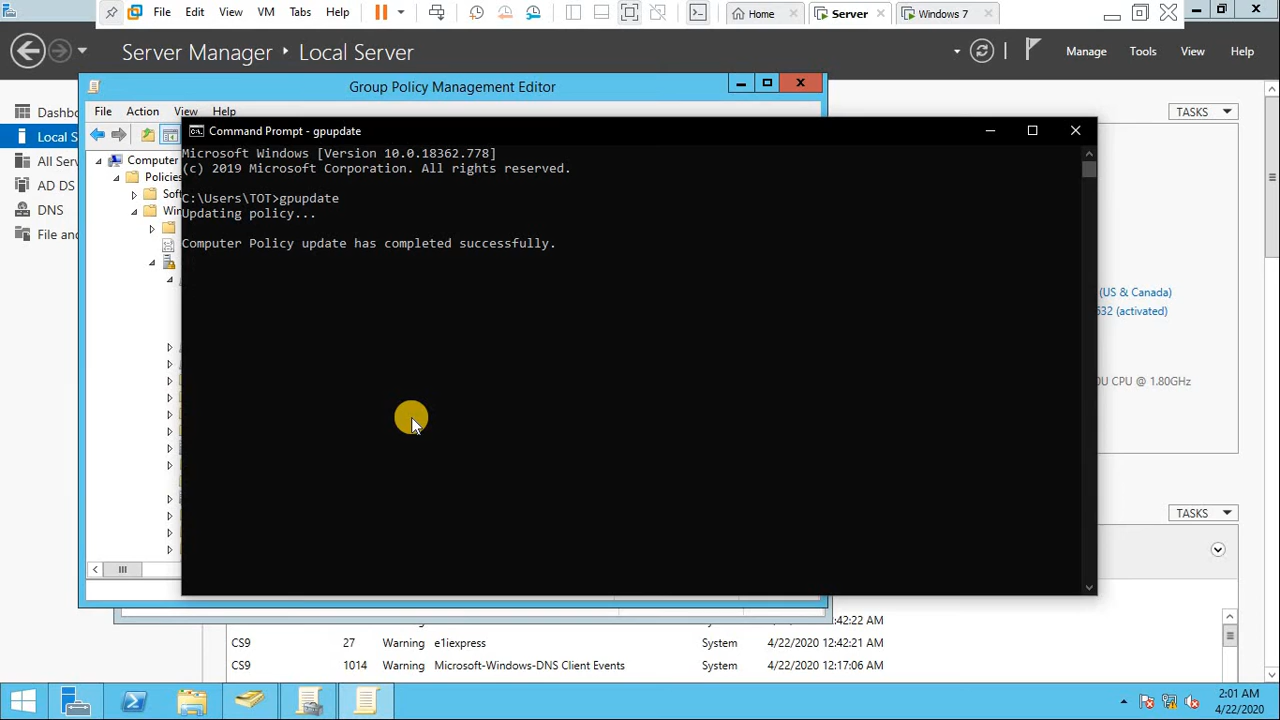 File Edit View VM Tabs Help
Home
Server
Windows 7
Server Manager
Local Server
Manage
Tools
View
Help
Group Policy Management Editor
File
Action
View
Help
Command Prompt - gpupdate
Microsoft Windows [Version 10.0.18362.778]
(c) 2019 Microsoft Corporation. All rights reserved.
C:\Users\TOT>gpupdate
Updating policy...
Computer Policy update has completed successfully.
Computer
Policies
Local S
All Ser
AD DS
DNS
File and
TASKS
(US & Canada)
(activated)
CPU @ 1.80GHz
TASKS
CS9 27 Warning e1iexpress System 4/22/2020 12:42:21 AM
CS9 1014 Warning Microsoft-Windows-DNS Client Events System 4/22/2020 12:17:06 AM
2:01 AM
4/22/2020